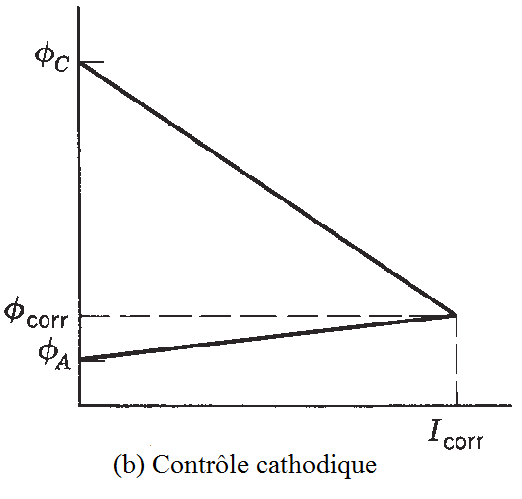 ϕC
ϕcorr
ϕA
Icorr
(b) Contrôle cathodique